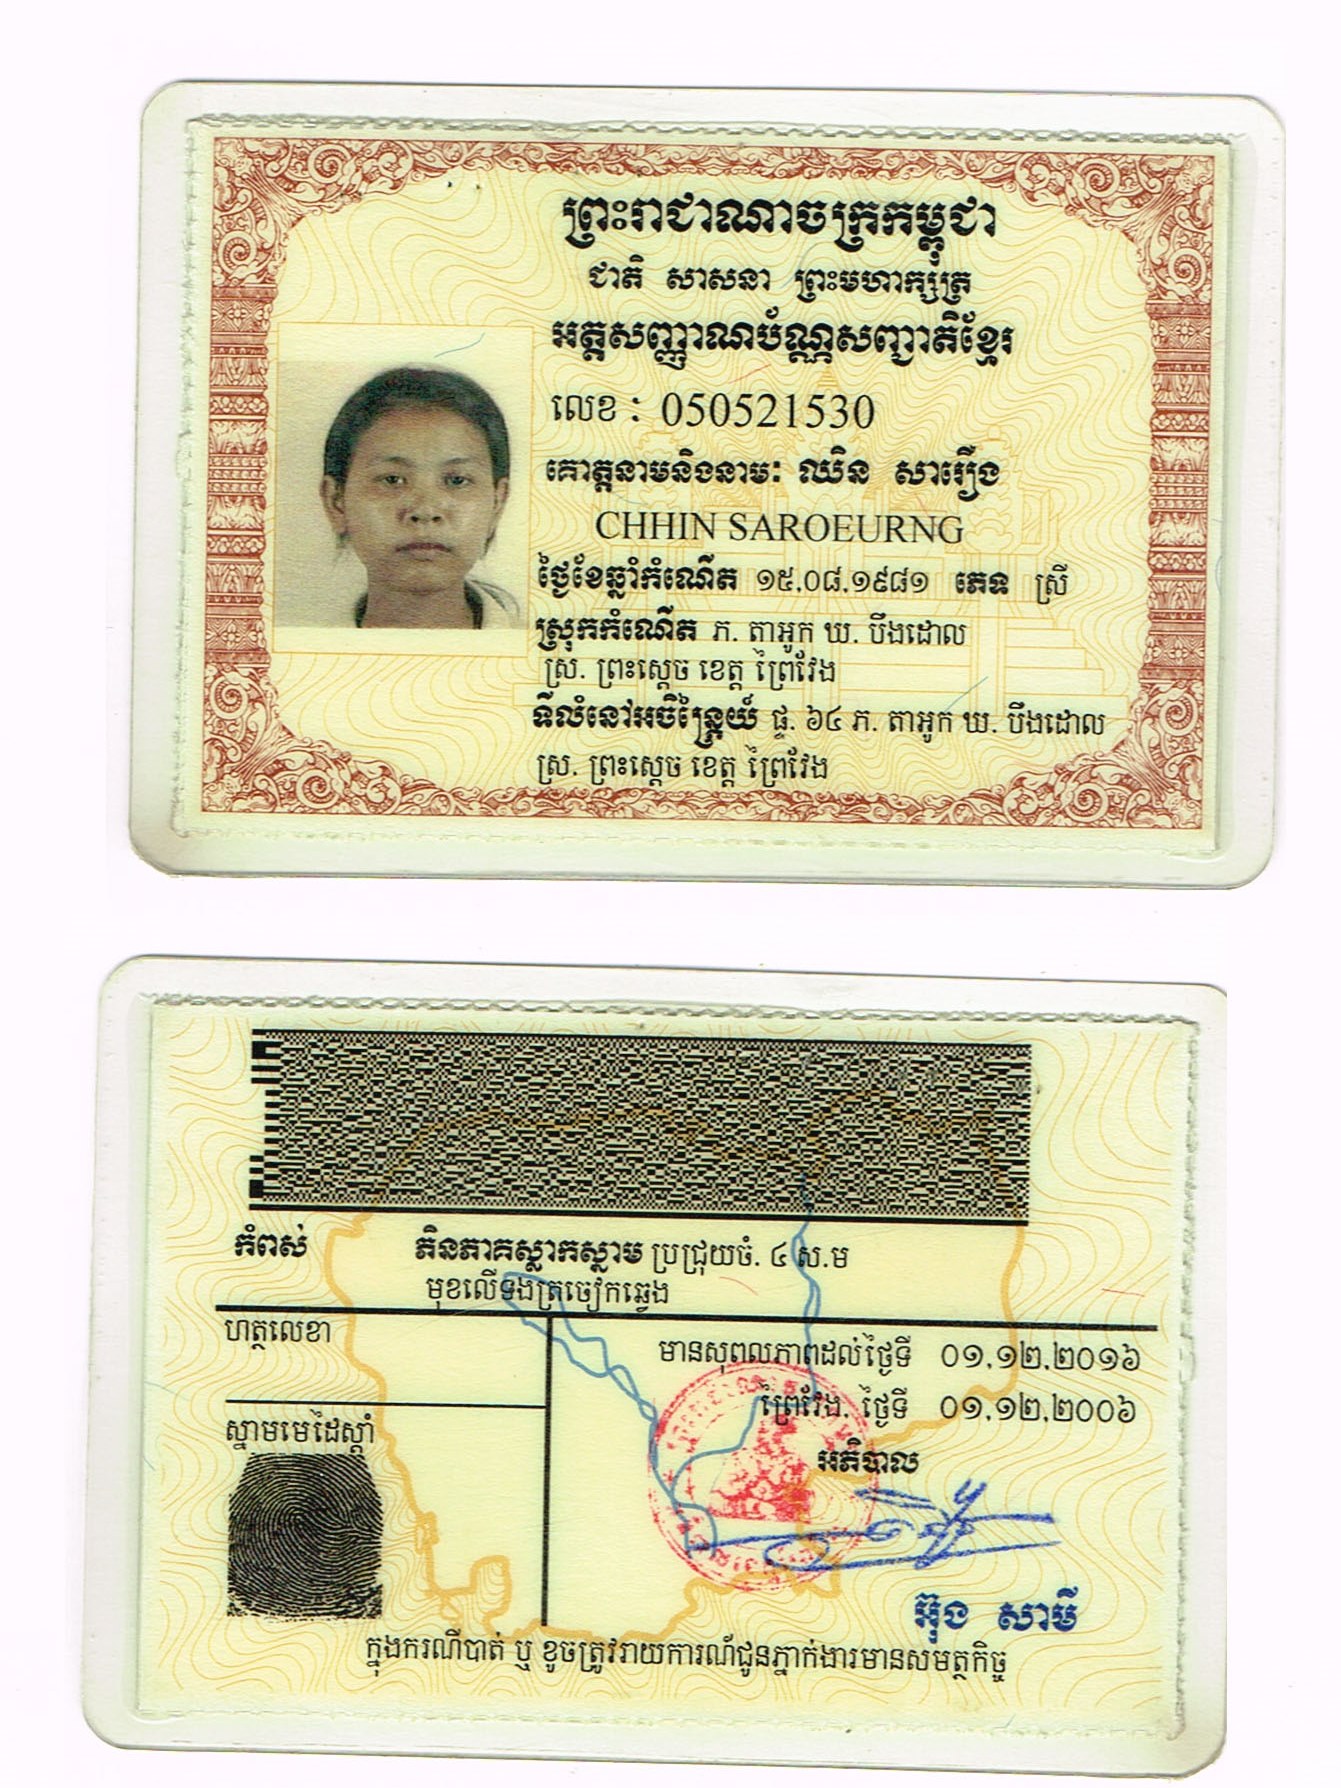 ព្រះរាជាណាចក្រកម្ពុជា
ជាតិ សាសនា ព្រះមហាក្សត្រ
អត្តសញ្ញាណប័ណ្ណសញ្ជាតិខ្មែរ
លេខ : 050521530
គោត្តនាមនិងនាមៈ ឈិន សារឿង
CHHIN SAROEURNG
ថ្ងៃខែឆ្នាំកំណើត ១៥.០៨.១៩៨១ ភេទ ស្រី
ស្រុកកំណើត ភ. តាអូក ឃ. បឹងដោល
ស្រ. ព្រះស្ដេច ខេត្ត ព្រៃវែង
ទីលំនៅអចិន្ត្រៃយ៍ ផ្ទ. ៦៤ ភ. តាអូក ឃ. បឹងដោល
ស្រ. ព្រះស្ដេច ខេត្ត ព្រៃវែង
កំពស់ ភិនភាគស្លាកស្នាម ប្រជ្រុយចំ. ៤ ស.ម
មុខលើទងត្រចៀកឆ្វេង
ហត្ថលេខា
មានសុពលភាពដល់ថ្ងៃទី ០១.១២.២០១៦
ព្រៃវែង. ថ្ងៃទី ០១.១២.២០០៦
ស្នាមមេដៃស្ដាំ
អភិបាល
អ៊ុង សាមី
ក្នុងករណីបាត់ ឬ ខូចត្រូវរាយការណ៍ជូនភ្នាក់ងារមានសមត្ថកិច្ច